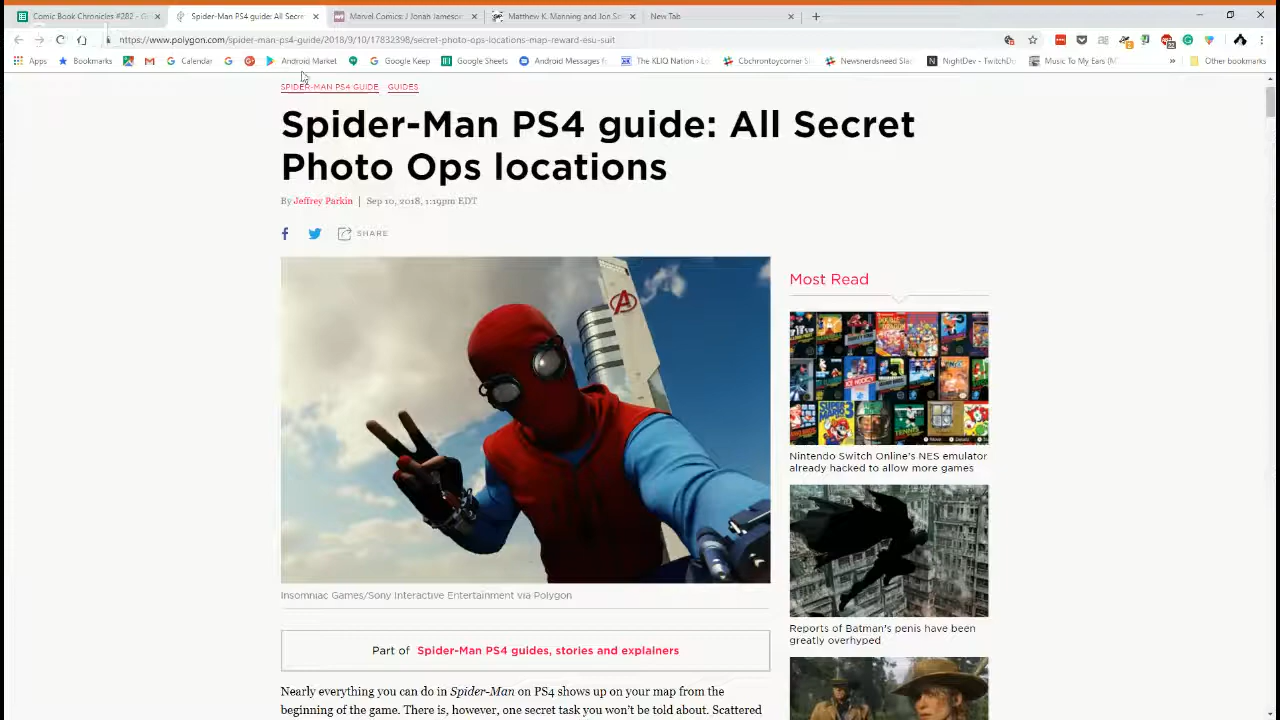 Comic Book Chronicles #282 - G
Spider-Man PS4 guide: All Secre
Marvel Comics: J Jonah Jameson
Matthew K. Manning and Jon So
New Tab
https://www.polygon.com/spider-man-ps4-guide/2018/9/10/17832398/secret-photo-ops-locations-map-reward-esu-suit
Apps
Bookmarks
Calendar
Android Market
Google Keep
Google Sheets
Android Messages f
The KLIQ Nation
Cochrontoycorner S
Newsnerdsneed Sla
NightDev - TwitchD
Music To My Ears (M
Other bookmarks
SPIDER-MAN PS4 GUIDE GUIDES
Spider-Man PS4 guide: All Secret
Photo Ops locations
By Jeffrey Parkin | Sep 10, 2018, 1:19pm EDT
SHARE
Most Read
Nintendo Switch Online's NES emulator
already hacked to allow more games
Insomniac Games/Sony Interactive Entertainment via Polygon
Reports of Batman's penis have been
greatly overhyped
Part of Spider-Man PS4 guides, stories and explainers
Nearly everything you can do in Spider-Man on PS4 shows up on your map from the
beginning of the game. There is, however, one secret task you won't be told about. Scattered